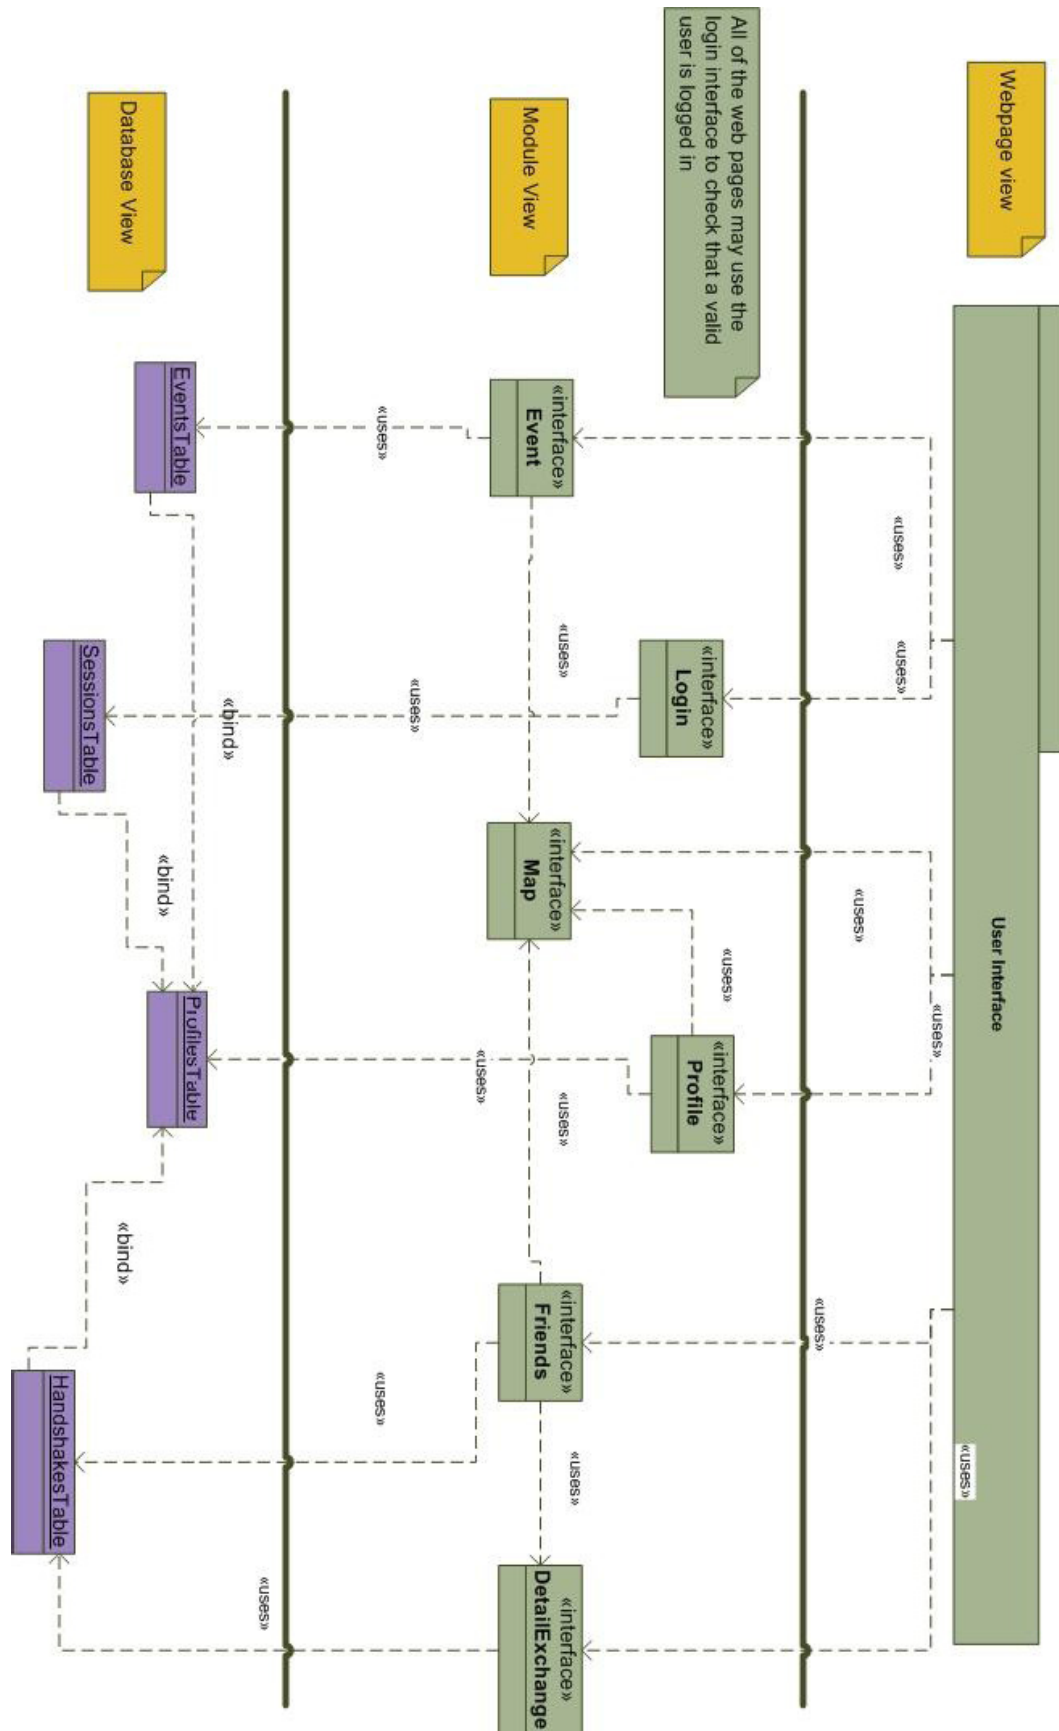 Webpage view
User Interface
«uses»
«uses»
«uses»
«uses»
«uses»
«uses»
All of the web pages may use the
login interface to check that a valid
user is logged in
«interface»
Login
«uses»
«interface»
Profile
Module View
«interface»
Event
«uses»
«interface»
Map
«uses»
«interface»
Friends
«uses»
«interface»
DetailExchange
«uses»
«uses»
«uses»
«uses»
«uses»
Database View
EventsTable
«bind»
SessionsTable
«bind»
ProfilesTable
«bind»
HandshakesTable